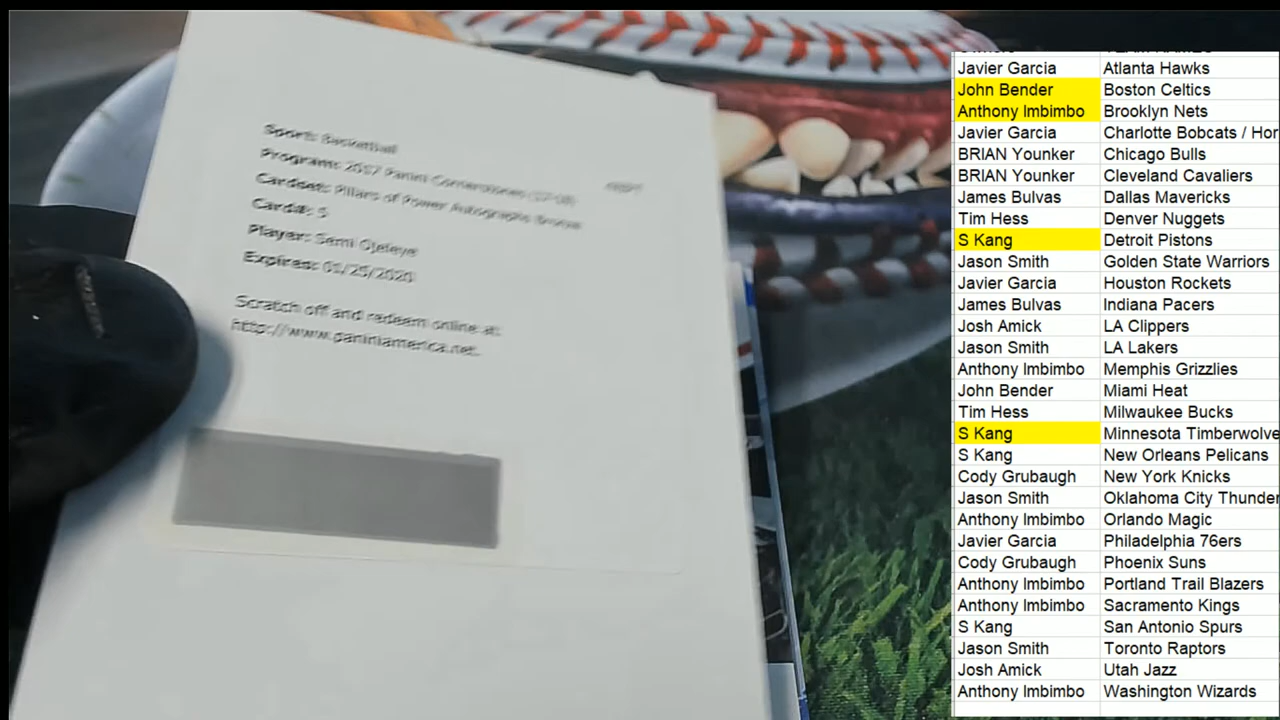 Sport: Basketball
Program: 2017 Panini Cornerstones (17-18)
Cardset: Pillars of Power Autographs Bronze
Card#: 5
Player: Semi Ojeleye
Expires: 01/25/2020
Scratch off and redeem online at:
http://www.paniniamerica.net.
Javier Garcia Atlanta Hawks
John Bender Boston Celtics
Anthony Imbimbo Brooklyn Nets
Javier Garcia Charlotte Bobcats / Hor
BRIAN Younker Chicago Bulls
BRIAN Younker Cleveland Cavaliers
James Bulvas Dallas Mavericks
Tim Hess Denver Nuggets
S Kang Detroit Pistons
Jason Smith Golden State Warriors
Javier Garcia Houston Rockets
James Bulvas Indiana Pacers
Josh Amick LA Clippers
Jason Smith LA Lakers
Anthony Imbimbo Memphis Grizzlies
John Bender Miami Heat
Tim Hess Milwaukee Bucks
S Kang Minnesota Timberwolve
S Kang New Orleans Pelicans
Cody Grubaugh New York Knicks
Jason Smith Oklahoma City Thunder
Anthony Imbimbo Orlando Magic
Javier Garcia Philadelphia 76ers
Cody Grubaugh Phoenix Suns
Anthony Imbimbo Portland Trail Blazers
Anthony Imbimbo Sacramento Kings
S Kang San Antonio Spurs
Jason Smith Toronto Raptors
Josh Amick Utah Jazz
Anthony Imbimbo Washington Wizards